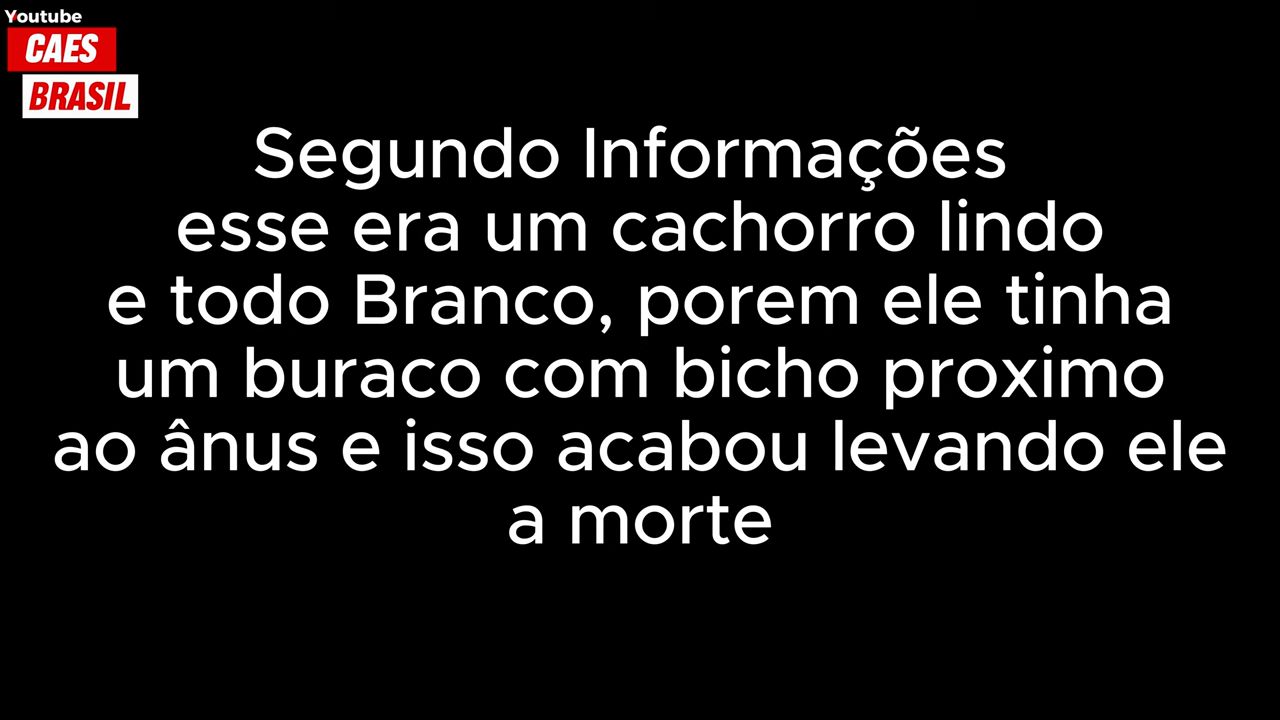 Youtube
CAES
BRASIL
Segundo Informações
esse era um cachorro lindo
e todo Branco, porem ele tinha
um buraco com bicho proximo
ao ânus e isso acabou levando ele
a morte